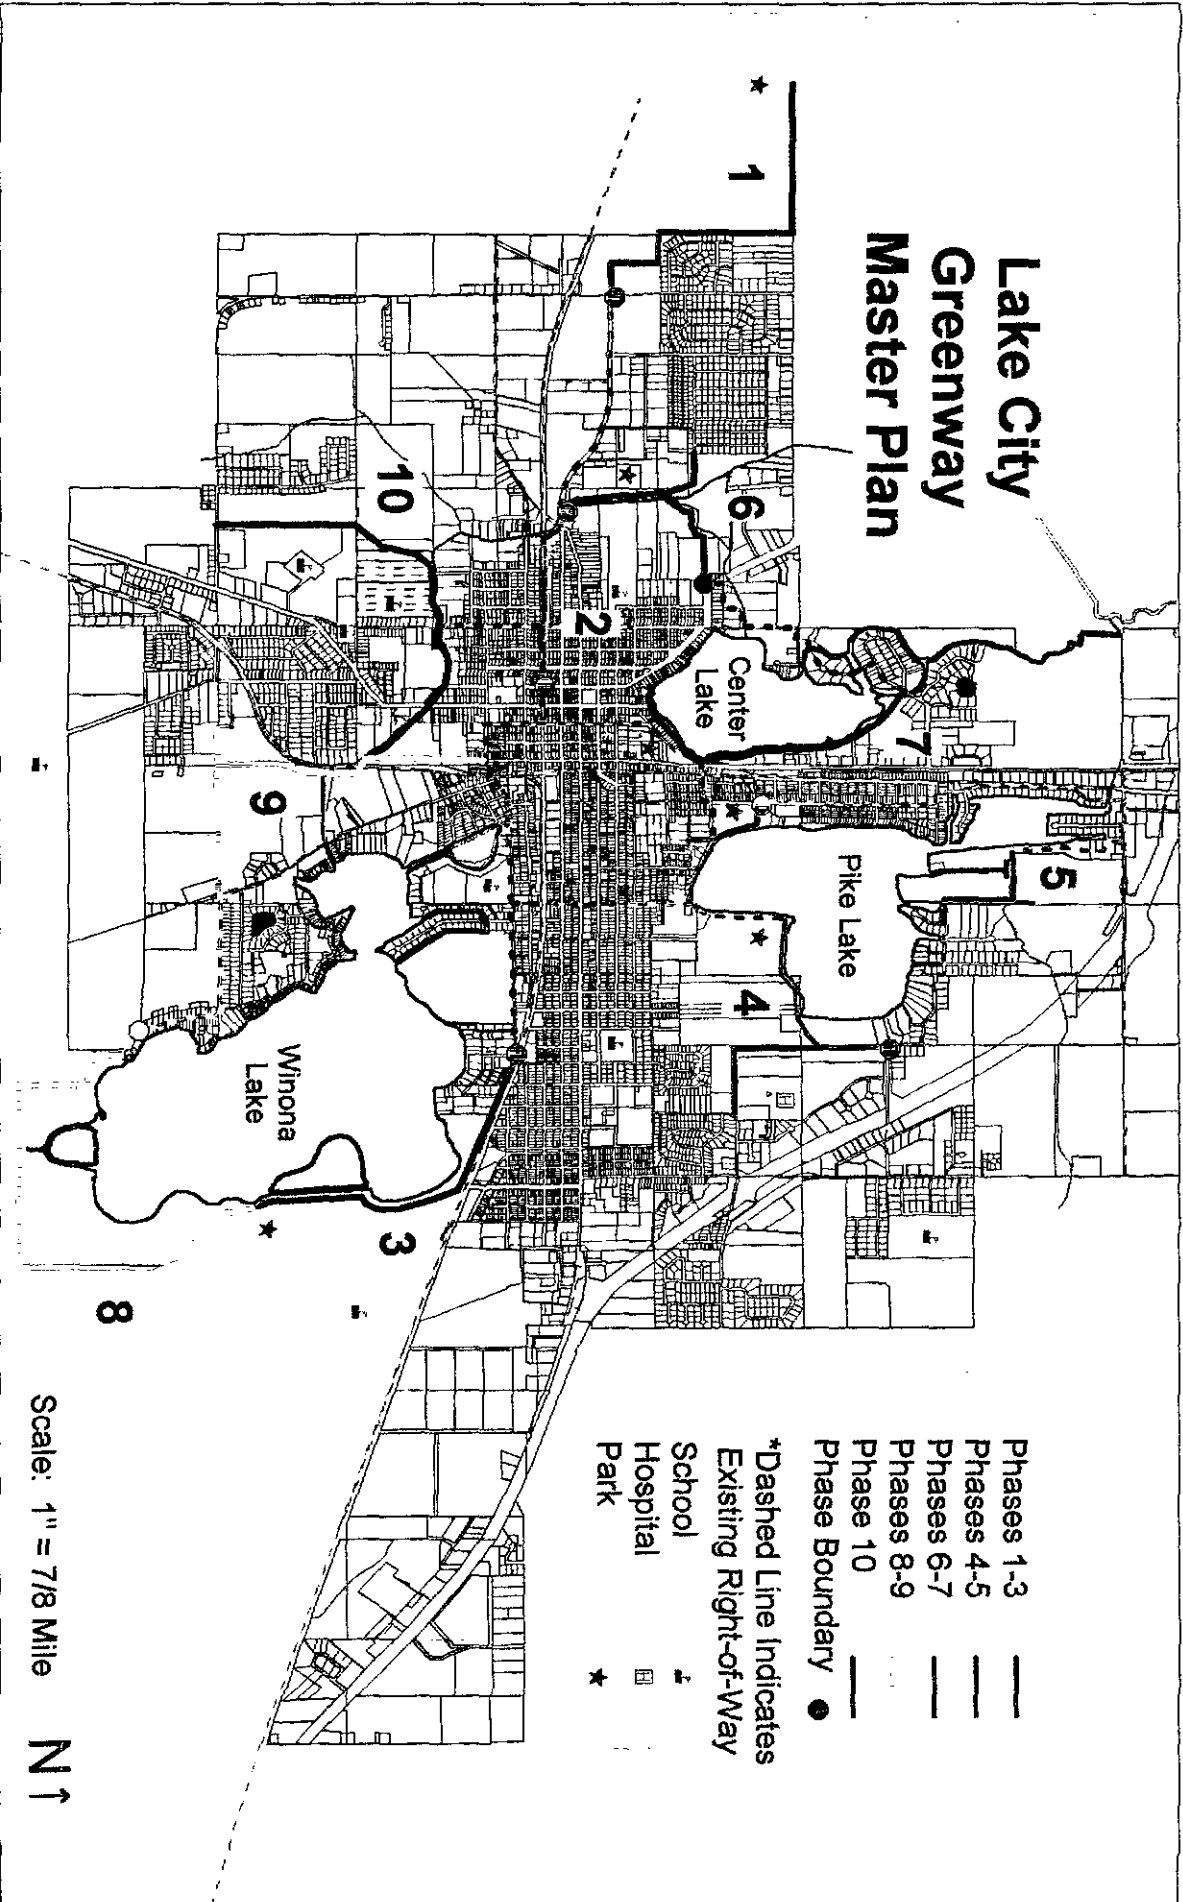 Lake City
Greenway
Master Plan
1
2
3
4
5
6
7
8
9
10
Center
Lake
Pike Lake
Winona
Lake
Phases 1-3
Phases 4-5
Phases 6-7
Phases 8-9
Phase 10
Phase Boundary
*Dashed Line Indicates
Existing Right-of-Way
School
Hospital
Park
Scale: 1" = 7/8 Mile
N↑